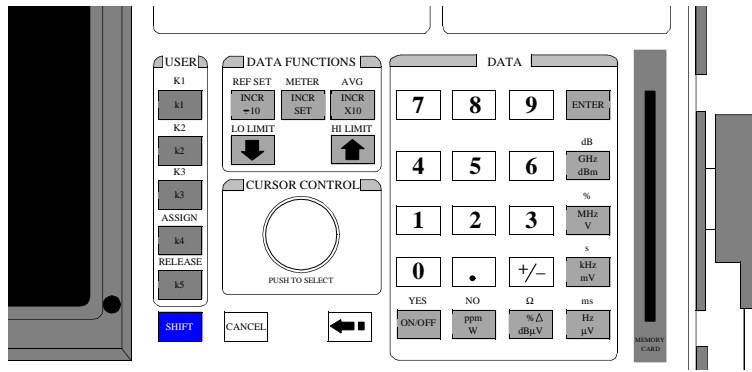 USER
K1
k1
K2
k2
K3
k3
ASSIGN
k4
RELEASE
k5
SHIFT
DATA FUNCTIONS
REF SET METER AVG
INCR
÷10
INCR
SET
INCR
X10
LO LIMIT HI LIMIT
CURSOR CONTROL
PUSH TO SELECT
CANCEL
DATA
7 8 9 ENTER
dB
4 5 6 GHz
dBm
%
1 2 3 MHz
V
s
0 . +/− kHz
mV
YES NO Ω ms
ON/OFF
ppm
W
% Δ
dBµV
Hz
µV
MEMORY
CARD